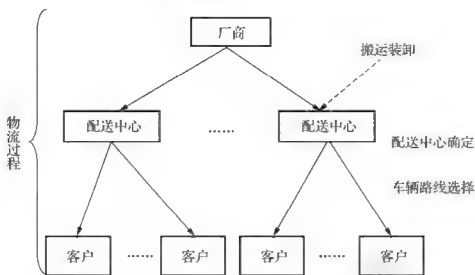 厂商
搬运装卸
物流过程
配送中心
……
配送中心
配送中心确定
车辆路线选择
客户
……
客户
客户
……
客户